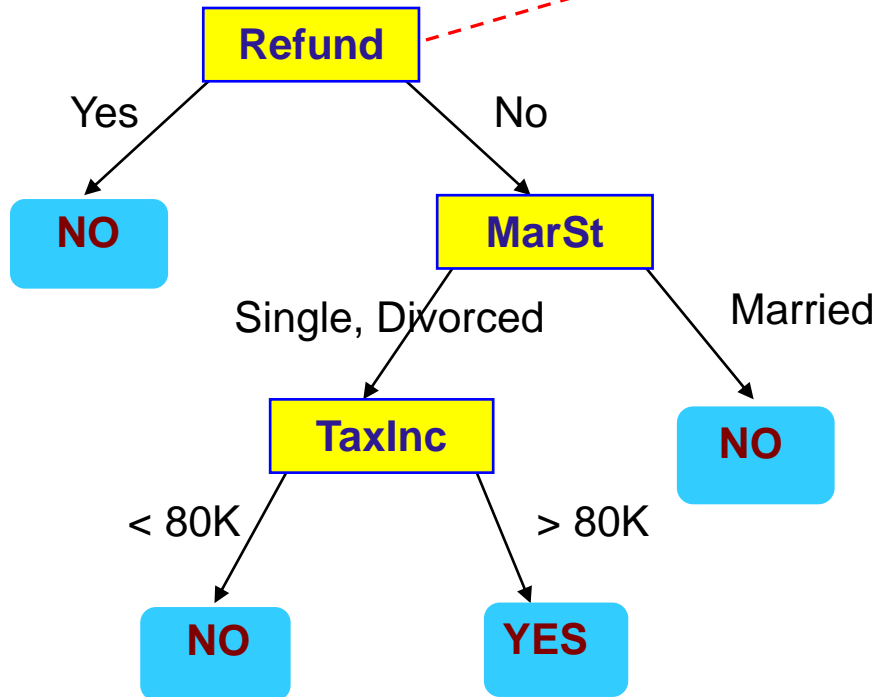 Refund
Yes
No
NO
MarSt
Single, Divorced
Married
TaxInc
NO
< 80K
> 80K
NO
YES